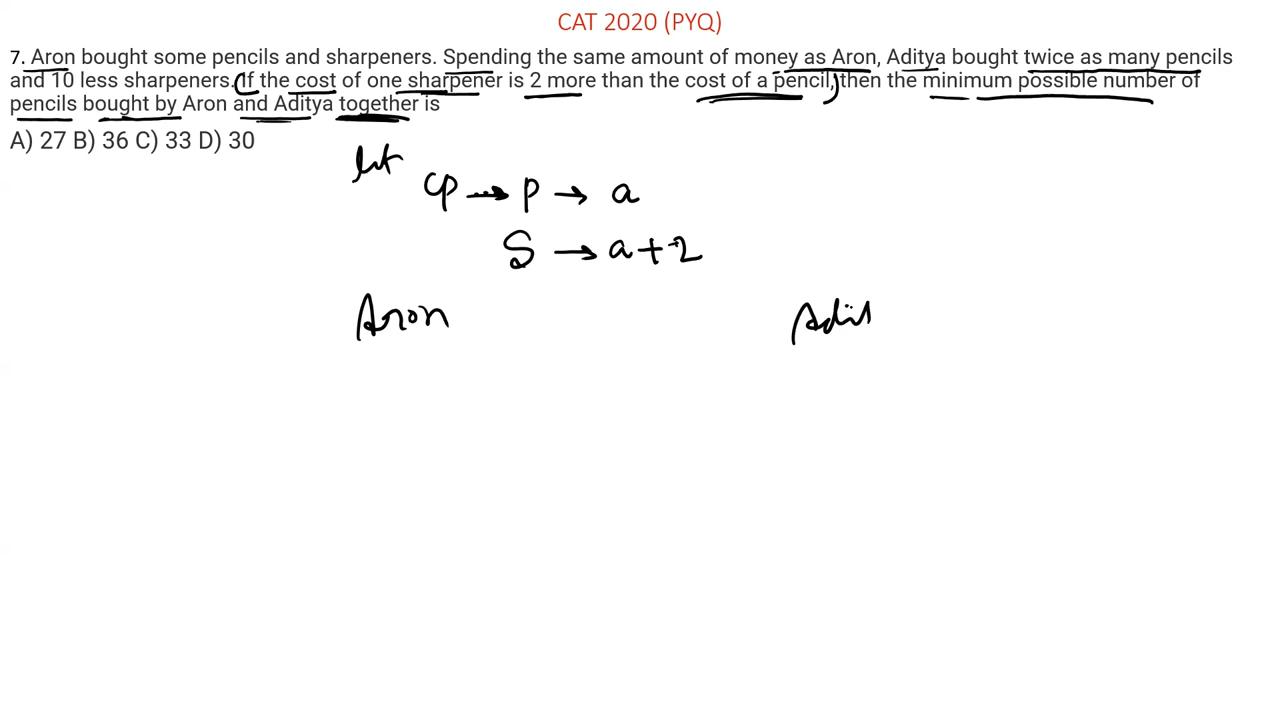 CAT 2020 (PYQ)
7. Aron bought some pencils and sharpeners. Spending the same amount of money as Aron, Aditya bought twice as many pencils
and 10 less sharpeners. (If the cost of one sharpener is 2 more than the cost of a pencil,) then the minimum possible number of
pencils bought by Aron and Aditya together is
A) 27 B) 36 C) 33 D) 30
let
CP → P → a
S → a+2
Aron Adit